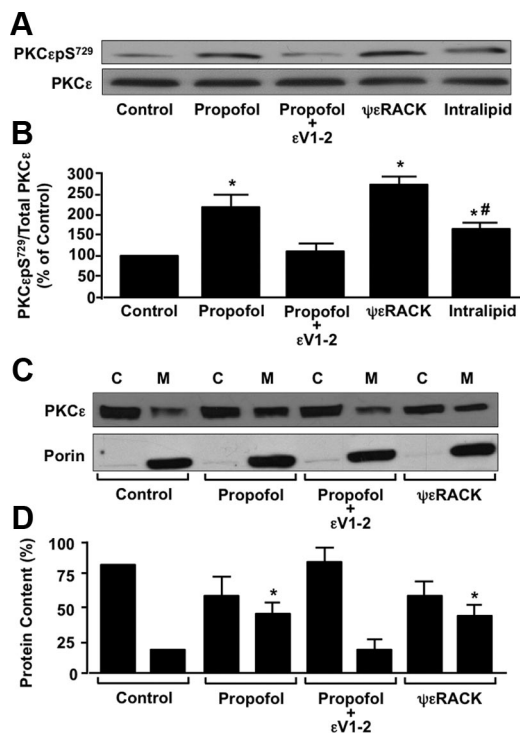 A
PKCεpS⁷²⁹
PKCε
Control Propofol Propofol + εV1-2 ψεRACK Intralipid
B
PKCεpS⁷²⁹/Total PKCε
(% of Control)
300
250
200
150
100
50
0
* * *#
Control Propofol Propofol + εV1-2 ψεRACK Intralipid
C
C M C M C M C M
PKCε
Porin
Control Propofol Propofol + εV1-2 ψεRACK
D
Protein Content (%)
100
75
50
25
0
* *
Control Propofol Propofol + εV1-2 ψεRACK